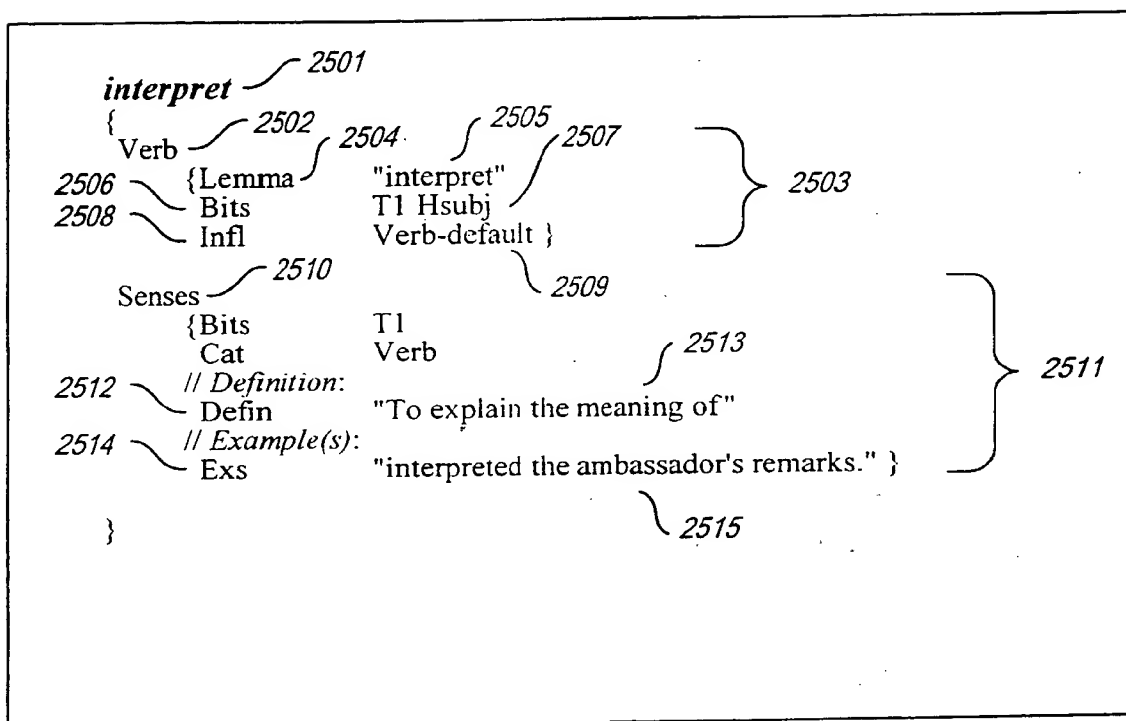 interpret 2501
{
Verb 2502 2504 2505 2507
2506 {Lemma "interpret" 2503
2508 Bits T1 Hsubj
Infl Verb-default }
Senses 2510 2509
{Bits T1
Cat Verb 2513
2512 // Definition: 2511
Defin "To explain the meaning of"
2514 // Example(s):
Exs "interpreted the ambassador's remarks." }
} 2515